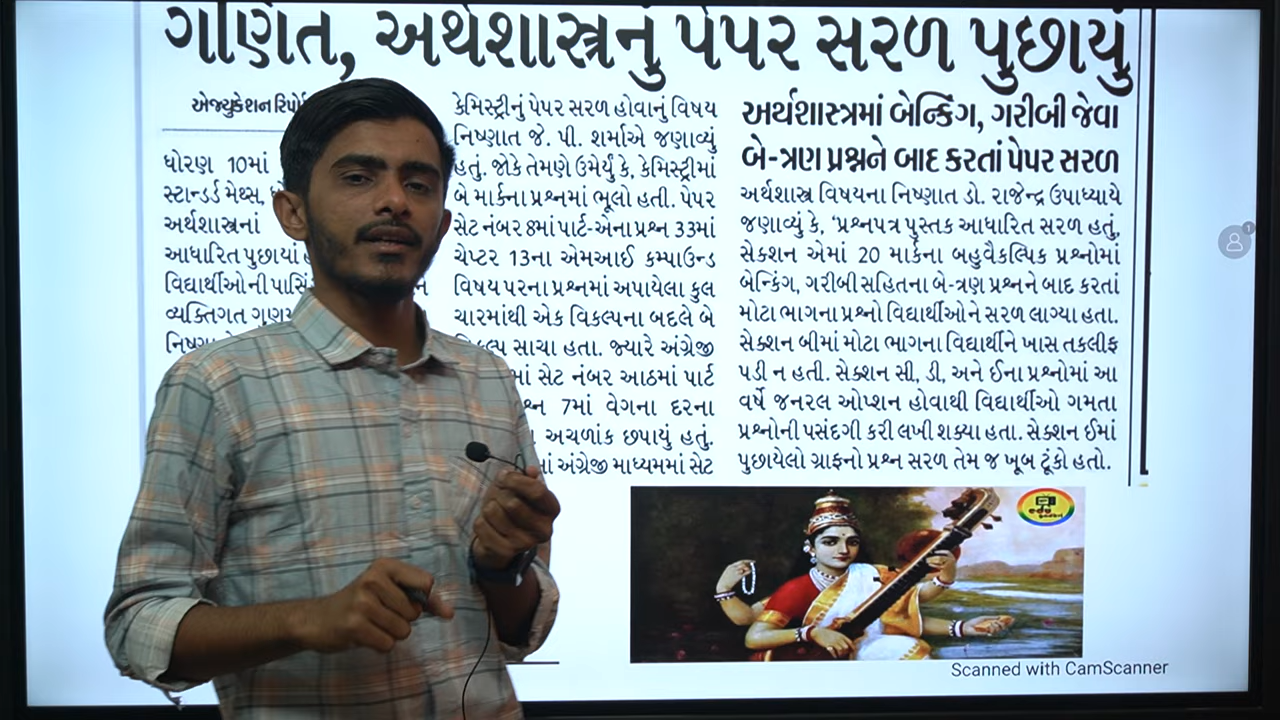 ગણિત, અર્થશાસ્ત્રનું પેપર સરળ પુછાયું
એજ્યુકેશન
ધોરણ 10માં
સ્ટાન્ડર્ડ મેથ્સ,
અર્થશાસ્ત્રનાં
આધારિત પુછાયાં
વિદ્યાર્થીઓની
વ્યક્તિગત
કેમિસ્ટ્રીનું પેપર સરળ હોવાનું વિષય
નિષ્ણાત જે. પી. શર્માએ જણાવ્યું
હતું. જોકે તેમણે ઉમેર્યું કે, કેમિસ્ટ્રીમાં
બે માર્કના પ્રશ્નમાં ભૂલો હતી. પેપર
સેટ નંબર 8માં પાર્ટ-એના પ્રશ્ન 33માં
ચેપ્ટર 13ના એમઆઈ કમ્પાઉન્ડ
વિષય પરના પ્રશ્નમાં અપાયેલા કુલ
ચારમાંથી એક વિકલ્પના બદલે બે
સાચા હતા. જ્યારે અંગ્રેજી
સેટ નંબર આઠમાં પાર્ટ
7માં વેગના દરના
અચળાંક છપાયું હતું.
અંગ્રેજી માધ્યમમાં સેટ
અર્થશાસ્ત્રમાં બેન્કિંગ, ગરીબી જેવા
બે-ત્રણ પ્રશ્નને બાદ કરતાં પેપર સરળ
અર્થશાસ્ત્ર વિષયના નિષ્ણાત ડો. રાજેન્દ્ર ઉપાધ્યાયે
જણાવ્યું કે, ‘પ્રશ્નપત્ર પુસ્તક આધારિત સરળ હતું,
સેક્શન એમાં 20 માર્કના બહુવૈકલ્પિક પ્રશ્નોમાં
બેન્કિંગ, ગરીબી સહિતના બે-ત્રણ પ્રશ્નને બાદ કરતાં
મોટા ભાગના પ્રશ્નો વિદ્યાર્થીઓને સરળ લાગ્યા હતા.
સેક્શન બીમાં મોટા ભાગના વિદ્યાર્થીને ખાસ તકલીફ
પડી ન હતી. સેક્શન સી, ડી, અને ઈના પ્રશ્નોમાં આ
વર્ષે જનરલ ઓપ્શન હોવાથી વિદ્યાર્થીઓ ગમતા
પ્રશ્નોની પસંદગી કરી લખી શક્યા હતા. સેક્શન ઈમાં
પુછાયેલો ગ્રાફનો પ્રશ્ન સરળ તેમ જ ખૂબ ટૂંકો હતો.
1
edu
Scanned with CamScanner